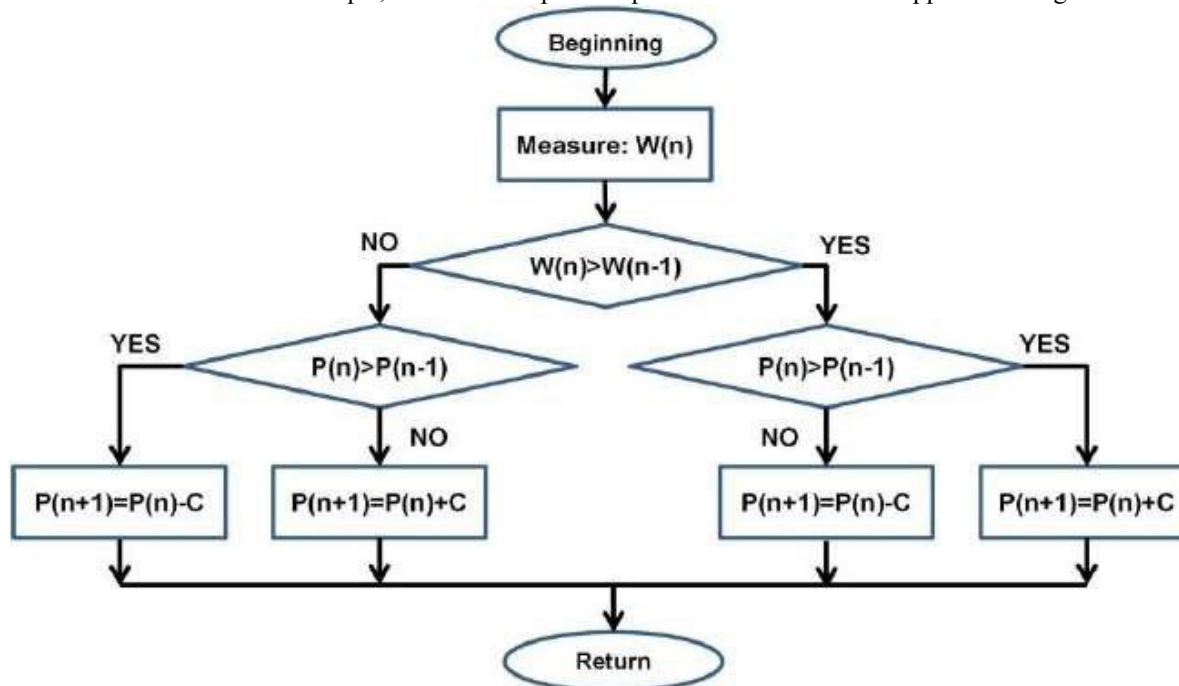 Beginning
Measure: W(n)
NO
YES
W(n)>W(n-1)
YES
P(n)>P(n-1)
P(n)>P(n-1)
YES
NO
NO
P(n+1)=P(n)-C
P(n+1)=P(n)+C
P(n+1)=P(n)-C
P(n+1)=P(n)+C
Return